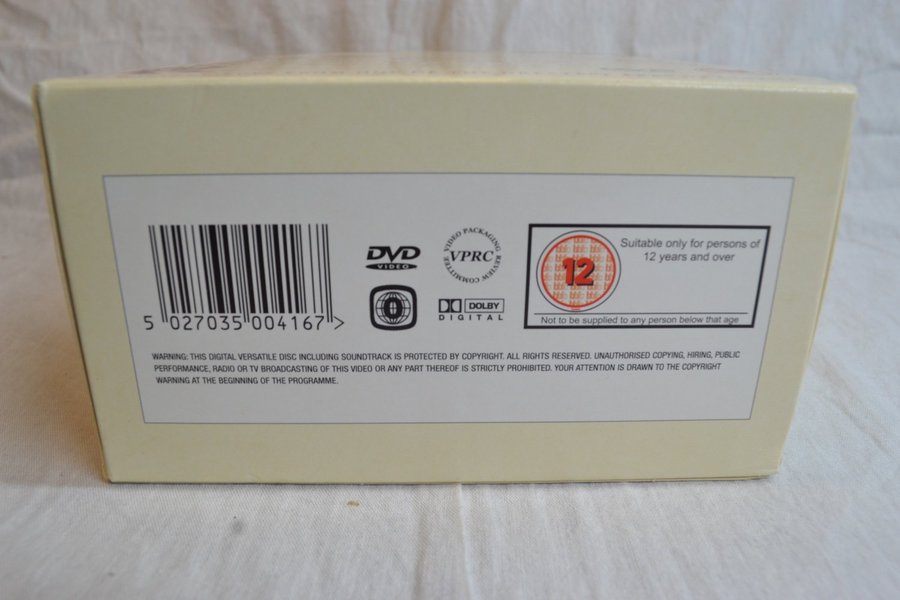 5 027035 004167 >
DVD
VIDEO
VIDEO PACKAGING
REVIEW COMMITTEE
VPRC
0
DOLBY
DIGITAL
12
Suitable only for persons of
12 years and over
Not to be supplied to any person below that age
WARNING: THIS DIGITAL VERSATILE DISC INCLUDING SOUNDTRACK IS PROTECTED BY COPYRIGHT. ALL RIGHTS RESERVED. UNAUTHORISED COPYING, HIRING, PUBLIC
PERFORMANCE, RADIO OR TV BROADCASTING OF THIS VIDEO OR ANY PART THEREOF IS STRICTLY PROHIBITED. YOUR ATTENTION IS DRAWN TO THE COPYRIGHT
WARNING AT THE BEGINNING OF THE PROGRAMME.